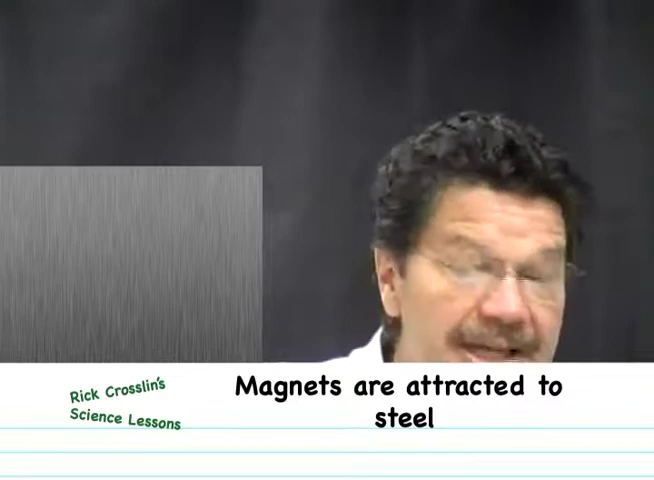 Rick Crosslin's
Science Lessons
Magnets are attracted to
steel